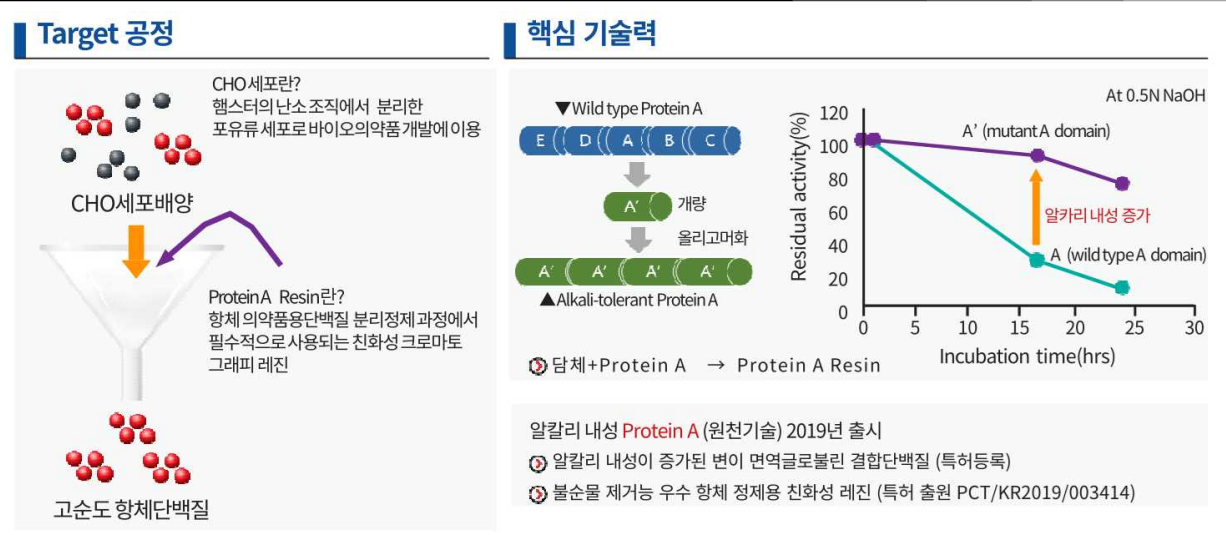 Target 공정
CHO 세포란?
햄스터의 난소 조직에서 분리한
포유류 세포로 바이오의약품 개발에 이용
CHO세포배양
Protein A Resin란?
항체 의약품용단백질 분리정제 과정에서
필수적으로 사용되는 친화성 크로마토
그래피 레진
고순도 항체단백질
핵심 기술력
▼Wild type Protein A
E D A B C
A' 개량
올리고머화
A' A' A' A'
▲Alkali-tolerant Protein A
담체+Protein A → Protein A Resin
At 0.5N NaOH
Residual activity(%)
120
100
80
60
40
20
0
A' (mutant A domain)
알카리 내성 증가
A (wild type A domain)
0 5 10 15 20 25 30
Incubation time(hrs)
알칼리 내성 Protein A (원천기술) 2019년 출시
알칼리 내성이 증가된 변이 면역글로불린 결합단백질 (특허등록)
불순물 제거능 우수 항체 정제용 친화성 레진 (특허 출원 PCT/KR2019/003414)